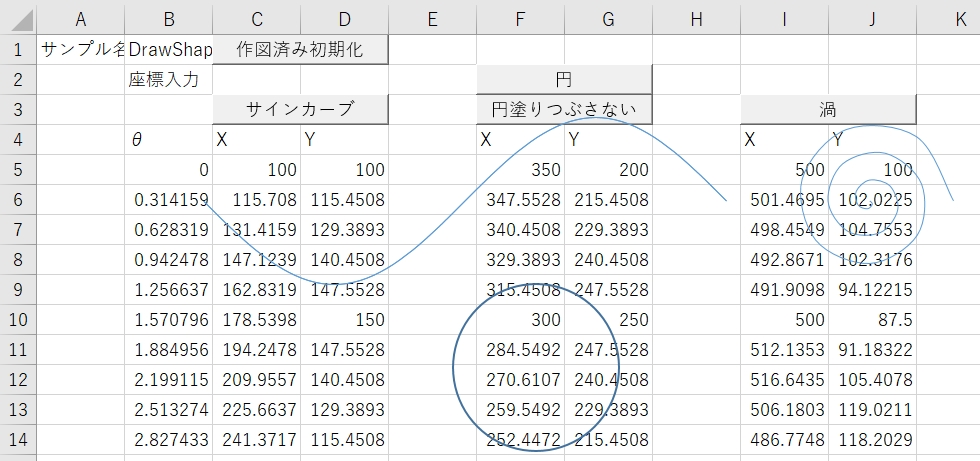 A B C D E F G H I J K
1 サンプル名 DrawShap 作図済み初期化
2 座標入力 円
3 サインカーブ 円塗りつぶさない 渦
4 θ X Y X Y X Y
5 0 100 100 350 200 500 100
6 0.314159 115.708 115.4508 347.5528 215.4508 501.4695 102.0225
7 0.628319 131.4159 129.3893 340.4508 229.3893 498.4549 104.7553
8 0.942478 147.1239 140.4508 329.3893 240.4508 492.8671 102.3176
9 1.256637 162.8319 147.5528 315.4508 247.5528 491.9098 94.12215
10 1.570796 178.5398 150 300 250 500 87.5
11 1.884956 194.2478 147.5528 284.5492 247.5528 512.1353 91.18322
12 2.199115 209.9557 140.4508 270.6107 240.4508 516.6435 105.4078
13 2.513274 225.6637 129.3893 259.5492 229.3893 506.1803 119.0211
14 2.827433 241.3717 115.4508 252.4472 215.4508 486.7748 118.2029